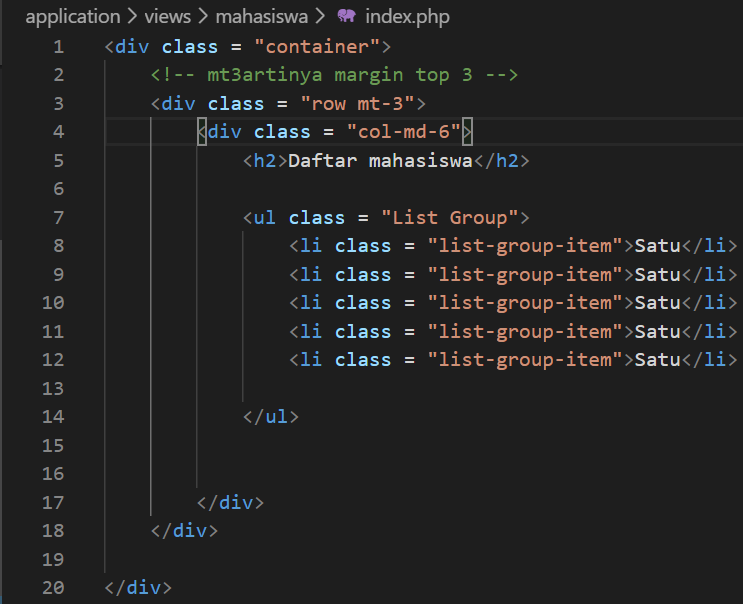 application > views > mahasiswa > index.php
1 <div class = "container">
2 <!-- mt3artinya margin top 3 -->
3 <div class = "row mt-3">
4 <div class = "col-md-6">
5 <h2>Daftar mahasiswa</h2>
6
7 <ul class = "List Group">
8 <li class = "list-group-item">Satu</li>
9 <li class = "list-group-item">Satu</li>
10 <li class = "list-group-item">Satu</li>
11 <li class = "list-group-item">Satu</li>
12 <li class = "list-group-item">Satu</li>
13
14 </ul>
15
16
17 </div>
18 </div>
19
20 </div>